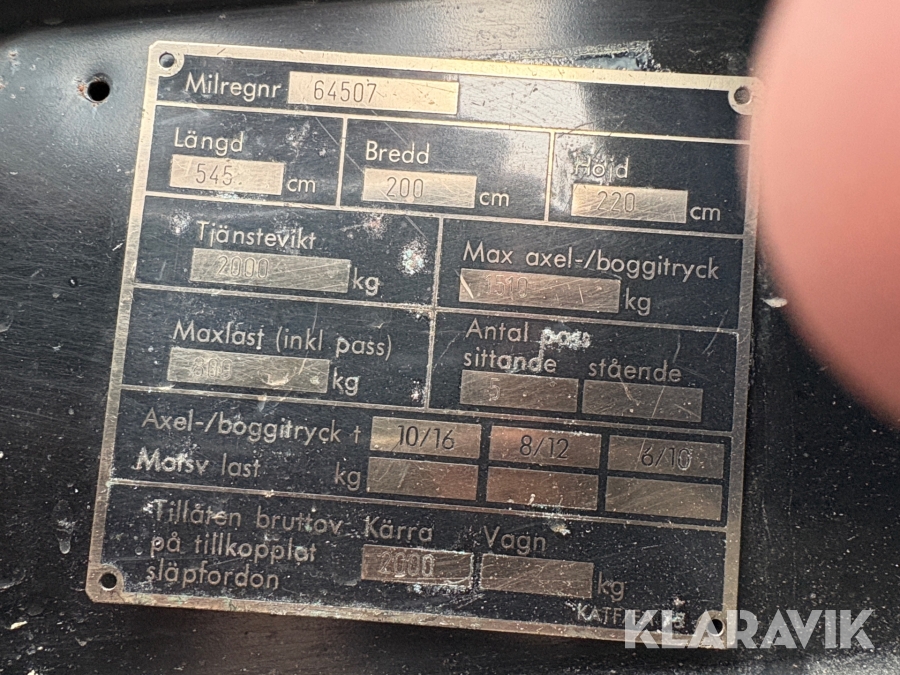 Milregnr 64507
Längd Bredd Höjd
545 cm 200 cm 220 cm
Tjänstevikt Max axel-/boggitryck
2000 kg 1510 kg
Maxlast (inkl pass) Antal pass
800 kg sittande stående
5 /
Axel-/boggitryck t 10/16 8/12 6/10
Motsv last kg
Tillåten bruttov Kärra Vagn
på tillkopplat 2000 kg
släpfordon
KLARAVIK